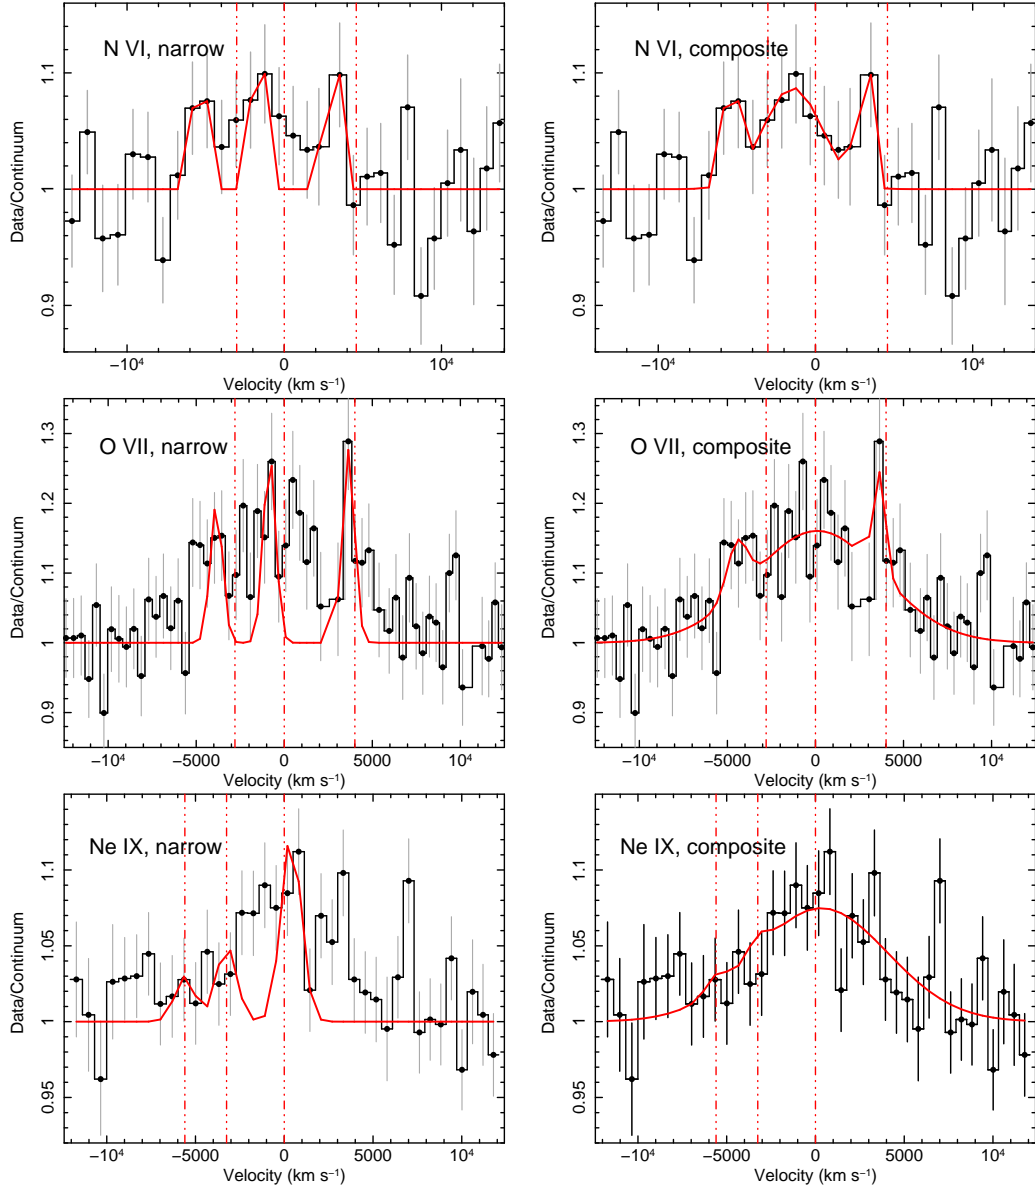 N VI, narrow
Data/Continuum
0.9
1
1.1
−10⁴
0
10⁴
Velocity (km s⁻¹)
N VI, composite
Data/Continuum
0.9
1
1.1
−10⁴
0
10⁴
Velocity (km s⁻¹)
O VII, narrow
Data/Continuum
0.9
1
1.1
1.2
1.3
−10⁴
−5000
0
5000
10⁴
Velocity (km s⁻¹)
O VII, composite
Data/Continuum
0.9
1
1.1
1.2
1.3
−10⁴
−5000
0
5000
10⁴
Velocity (km s⁻¹)
Ne IX, narrow
Data/Continuum
0.95
1
1.05
1.1
−10⁴
−5000
0
5000
10⁴
Velocity (km s⁻¹)
Ne IX, composite
Data/Continuum
0.95
1
1.05
1.1
−10⁴
−5000
0
5000
10⁴
Velocity (km s⁻¹)